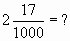 2 17/1000 = ?